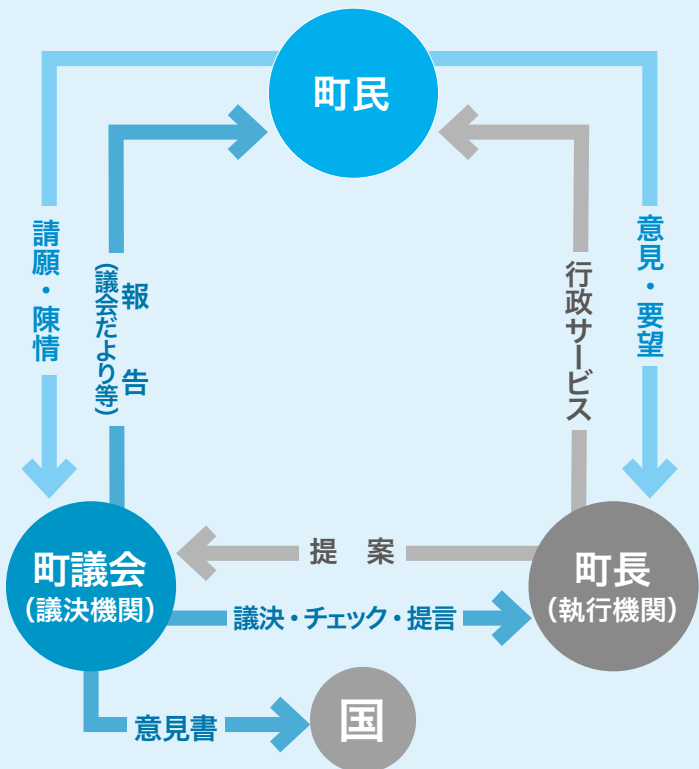 町民
請願・陳情
報告
(議会だより等)
行政サービス
意見・要望
町議会
(議決機関)
提案
町長
(執行機関)
議決・チェック・提言
意見書
国